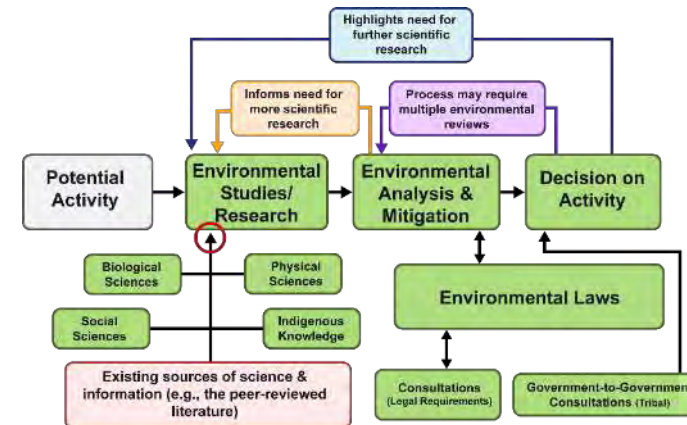 Highlights need for
further scientific
research
Informs need for
more scientific
research
Process may require
multiple environmental
reviews
Potential
Activity
Environmental
Studies/
Research
Environmental
Analysis &
Mitigation
Decision on
Activity
Biological
Sciences
Physical
Sciences
Social
Sciences
Indigenous
Knowledge
Environmental Laws
Existing sources of science &
information (e.g., the peer-reviewed
literature)
Consultations
(Legal Requirements)
Government-to-Government
Consultations (Tribal)